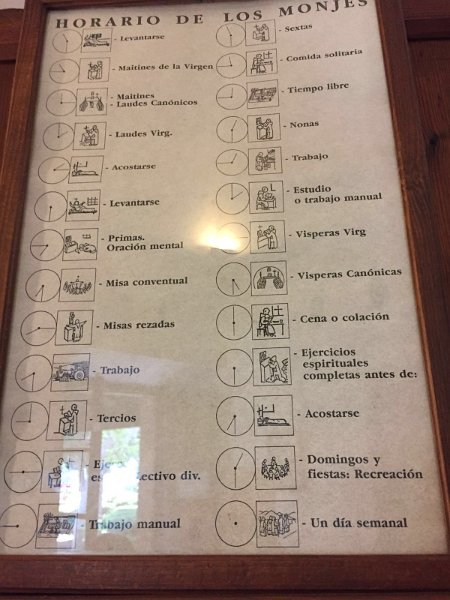 HORARIO DE LOS MONJES
- Levantarse
- Maitines de la Virgen
- Maitines
- Laudes Canónicos
- Laudes Virg.
- Acostarse
- Levantarse
- Primas.
Oración mental
- Misa conventual
- Misas rezadas
- Trabajo
- Tercios
lectivo div.
- Trabajo manual
- Sextas
- Comida solitaria
- Tiempo libre
- Nonas
- Trabajo
- Estudio
o trabajo manual
- Visperas Virg
- Visperas Canónicas
- Cena o colación
- Ejercicios
espirituales
completas antes de:
- Acostarse
- Domingos y
fiestas: Recreación
- Un día semanal